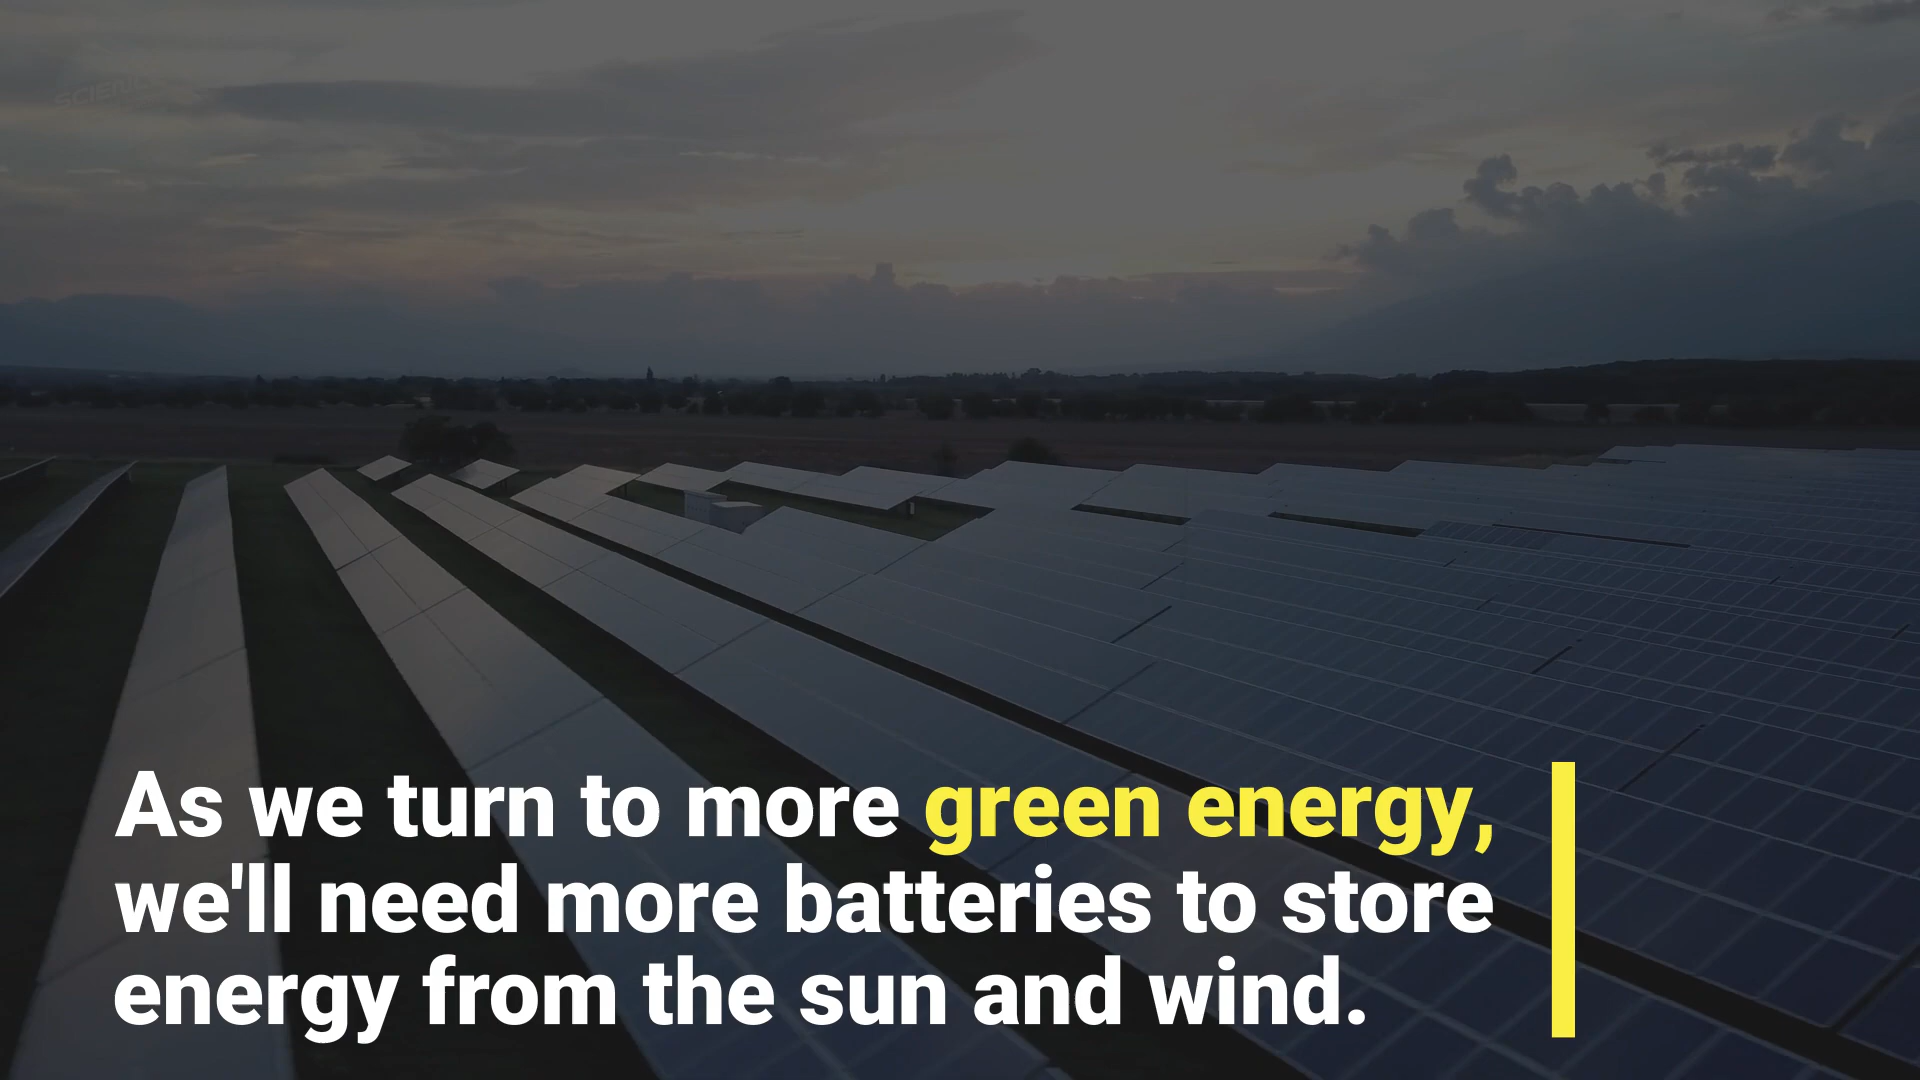 As we turn to more green energy,
we'll need more batteries to store
energy from the sun and wind.